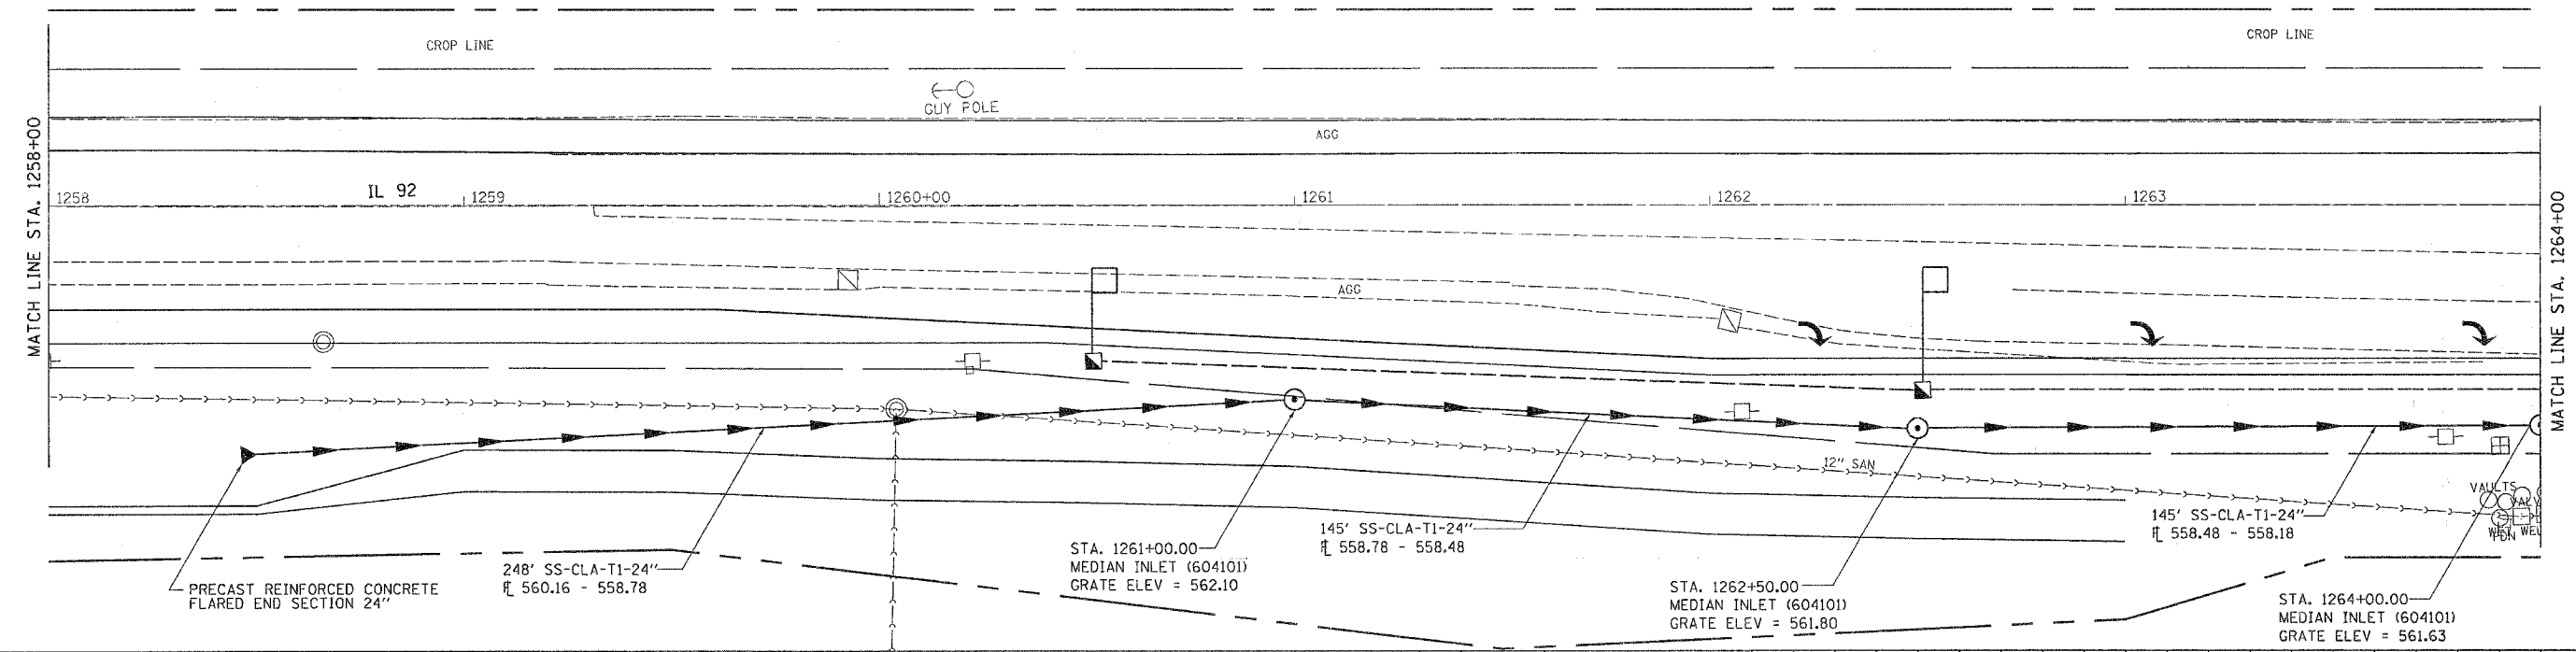 CROP LINE
CROP LINE
GUY POLE
AGG
MATCH LINE STA. 1258+00
1258
IL 92
1259
1260+00
1261
1262
1263
MATCH LINE STA. 1264+00
AGG
12" SAN
VAULTS
145' SS-CLA-T1-24"
℄ 558.78 - 558.48
145' SS-CLA-T1-24"
℄ 558.48 - 558.18
STA. 1261+00.00
MEDIAN INLET (604101)
GRATE ELEV = 562.10
248' SS-CLA-T1-24"
℄ 560.16 - 558.78
PRECAST REINFORCED CONCRETE
FLARED END SECTION 24"
STA. 1262+50.00
MEDIAN INLET (604101)
GRATE ELEV = 561.80
STA. 1264+00.00
MEDIAN INLET (604101)
GRATE ELEV = 561.63